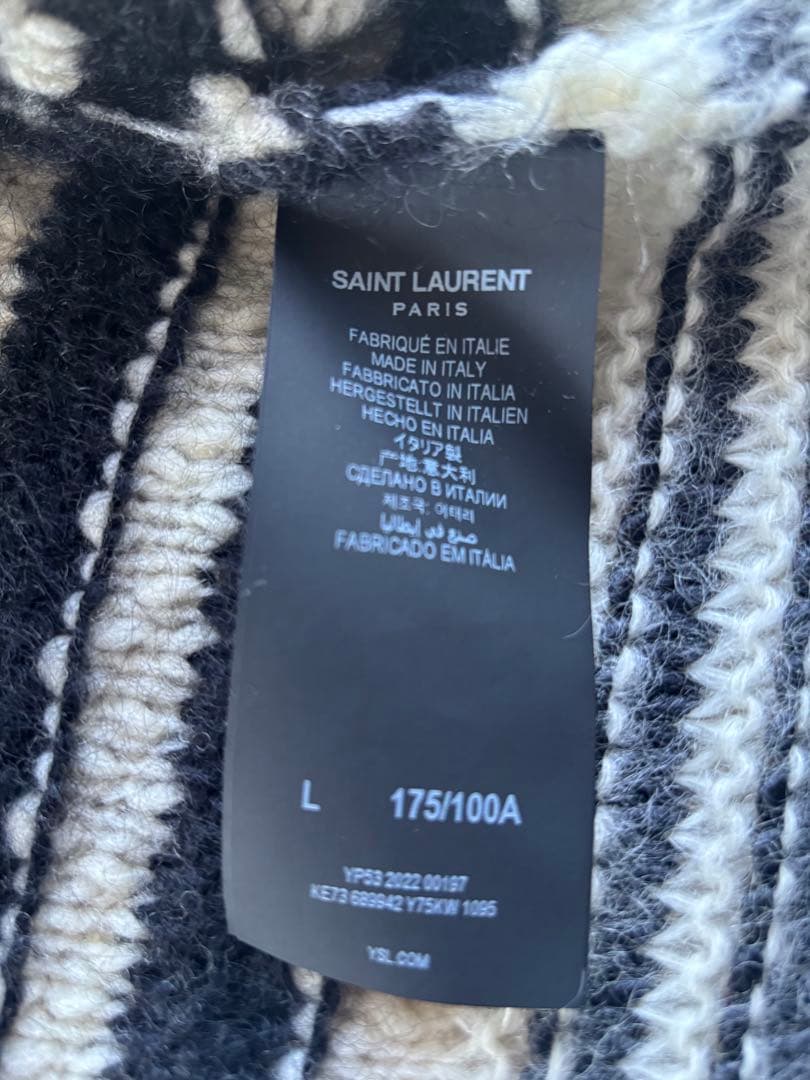 SAINT LAURENT
PARIS
FABRIQUÉ EN ITALIE
MADE IN ITALY
FABBRICATO IN ITALIA
HERGESTELLT IN ITALIEN
HECHO EN ITALIA
イタリア製
产地:意大利
СДЕЛАНО В ИТАЛИИ
제조국: 이태리
صنع في إيطاليا
FABRICADO EM ITÁLIA
L 175/100A
YP53 2022 00197
KE73 689942 Y75KW 1095
YSL.COM